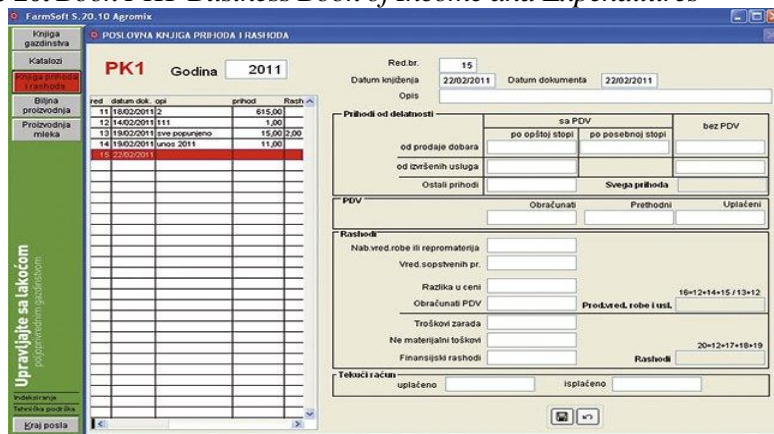 FarmSoft S.20.10 Agromix
Knjiga gazdinstva
Katalozi
Knjiga prihoda i rashoda
Biljna proizvodnja
Proizvodnja mleka
Upravljajte sa lakoćom
poljoprivrednim gazdinstvom
Indeksiranje
Tehnička podrška
Kraj posla
POSLOVNA KNJIGA PRIHODA I RASHODA
PK1 Godina 2011
red datum dok. opi prihod Rash
11 18/02/2011 2 615,00
12 14/02/2011 111 1,00
13 19/02/2011 sve popunjeno 15,00 2,00
14 19/02/2011 unos 2011 11,00
15 22/02/2011
Red.br. 15
Datum knjiženja 22/02/2011 Datum dokumenta 22/02/2011
Opis
Prihodi od delatnosti
sa PDV bez PDV
po opštoj stopi po posebnoj stopi
od prodaje dobara
od izvršenih usluga
Ostali prihodi Svega prihoda
PDV
Obračunati Prethodni Uplaćeni
Rashodi
Nab.vred.robe ili repromaterija
Vred.sopstvenih pr.
Razlika u ceni 16=12+14+15 / 13+12
Obračunati PDV Prod.vred. robe i usl.
Troškovi zarada
Ne materijalni toškovi 20=12+17+18+19
Finansijski rashodi Rashodi
Tekući račun
uplaćeno isplaćeno